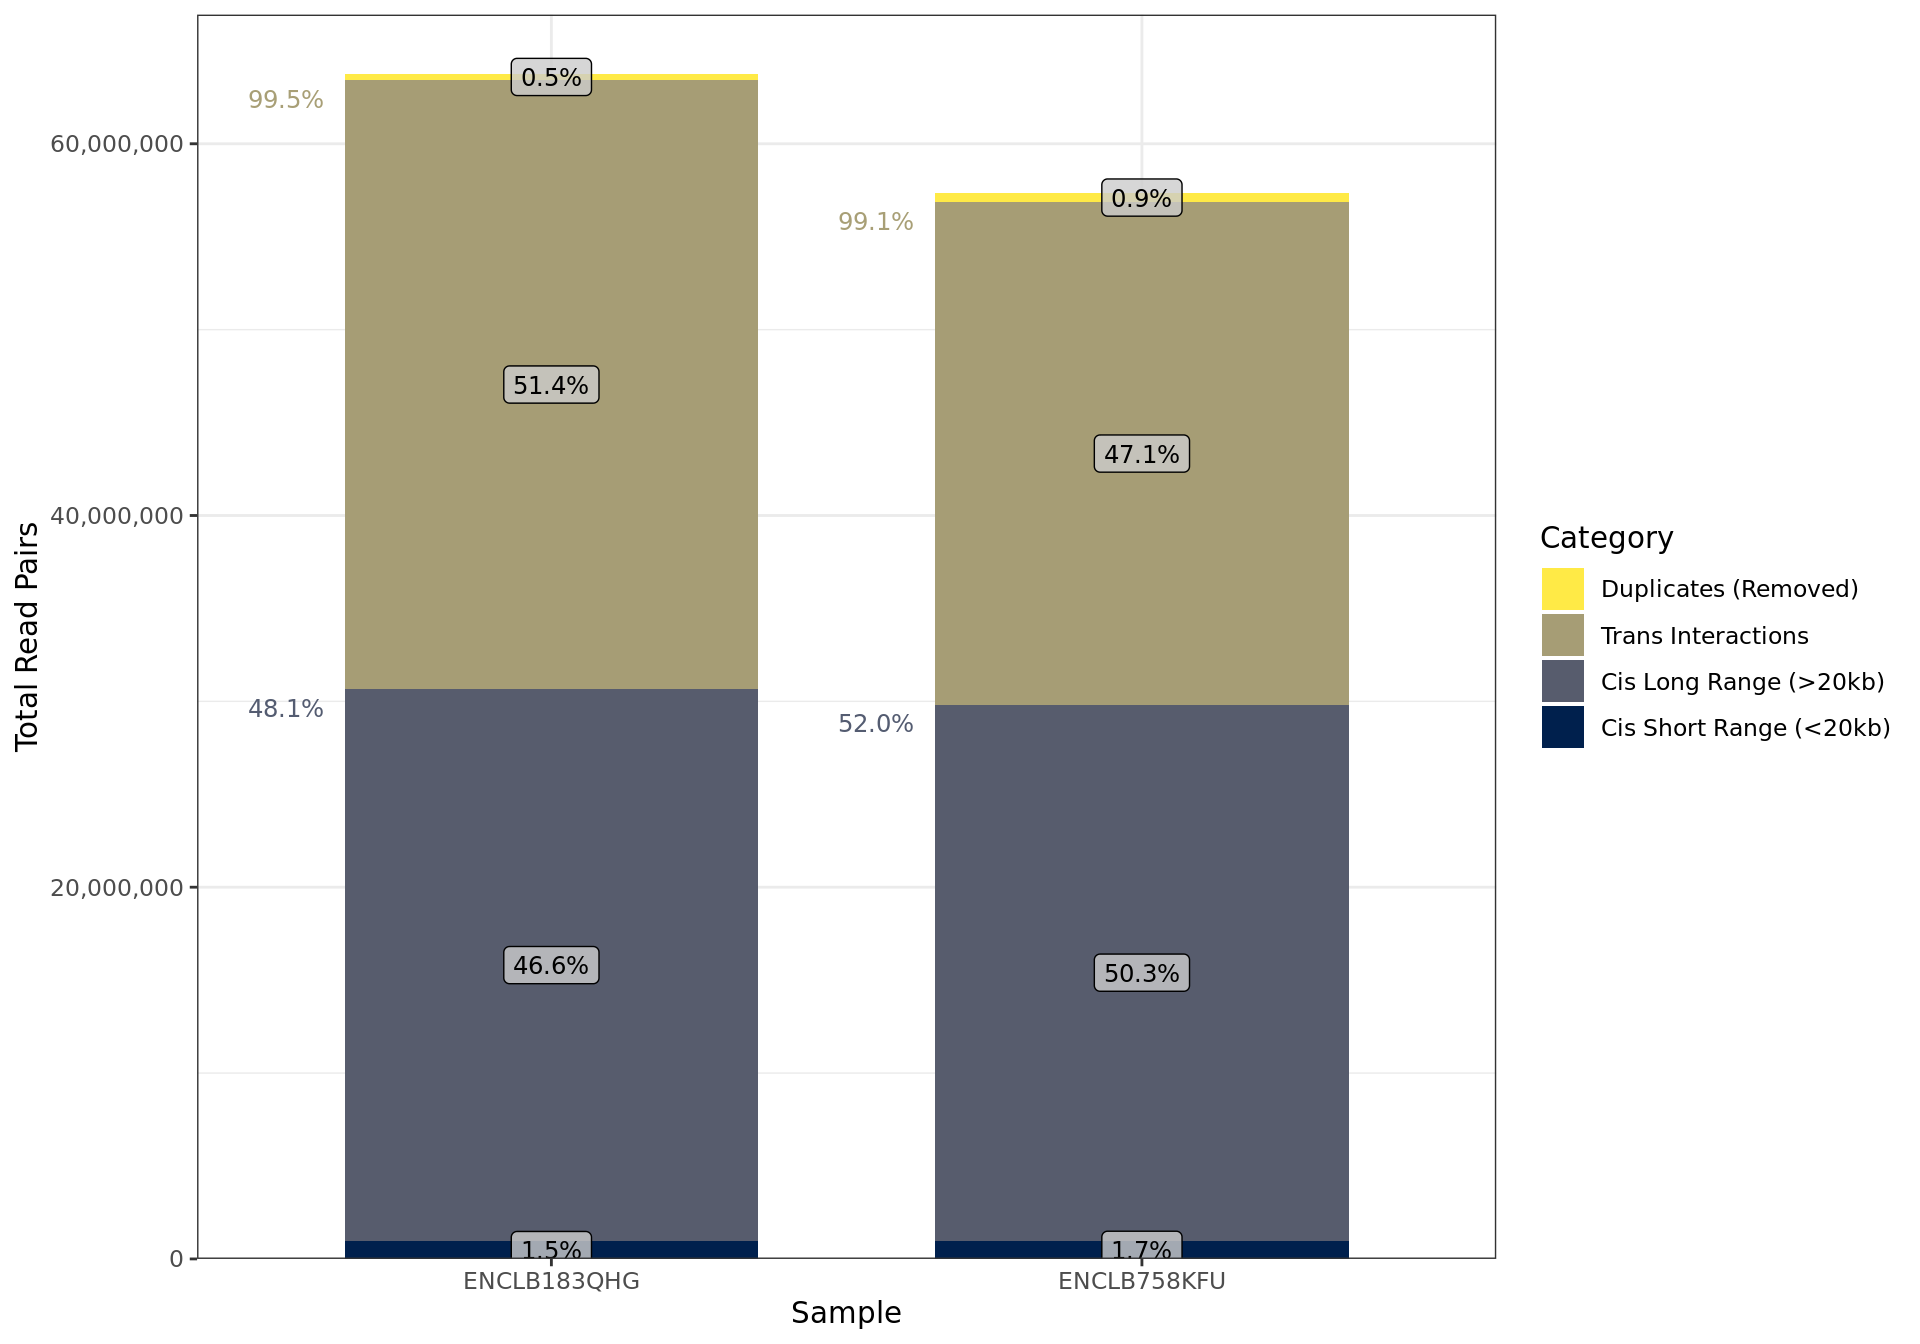 Total Read Pairs
60,000,000
40,000,000
20,000,000
0
99.5%
48.1%
0.5%
51.4%
46.6%
1.5%
99.1%
52.0%
0.9%
47.1%
50.3%
1.7%
ENCLB183QHG
ENCLB758KFU
Sample
Category
Duplicates (Removed)
Trans Interactions
Cis Long Range (>20kb)
Cis Short Range (<20kb)